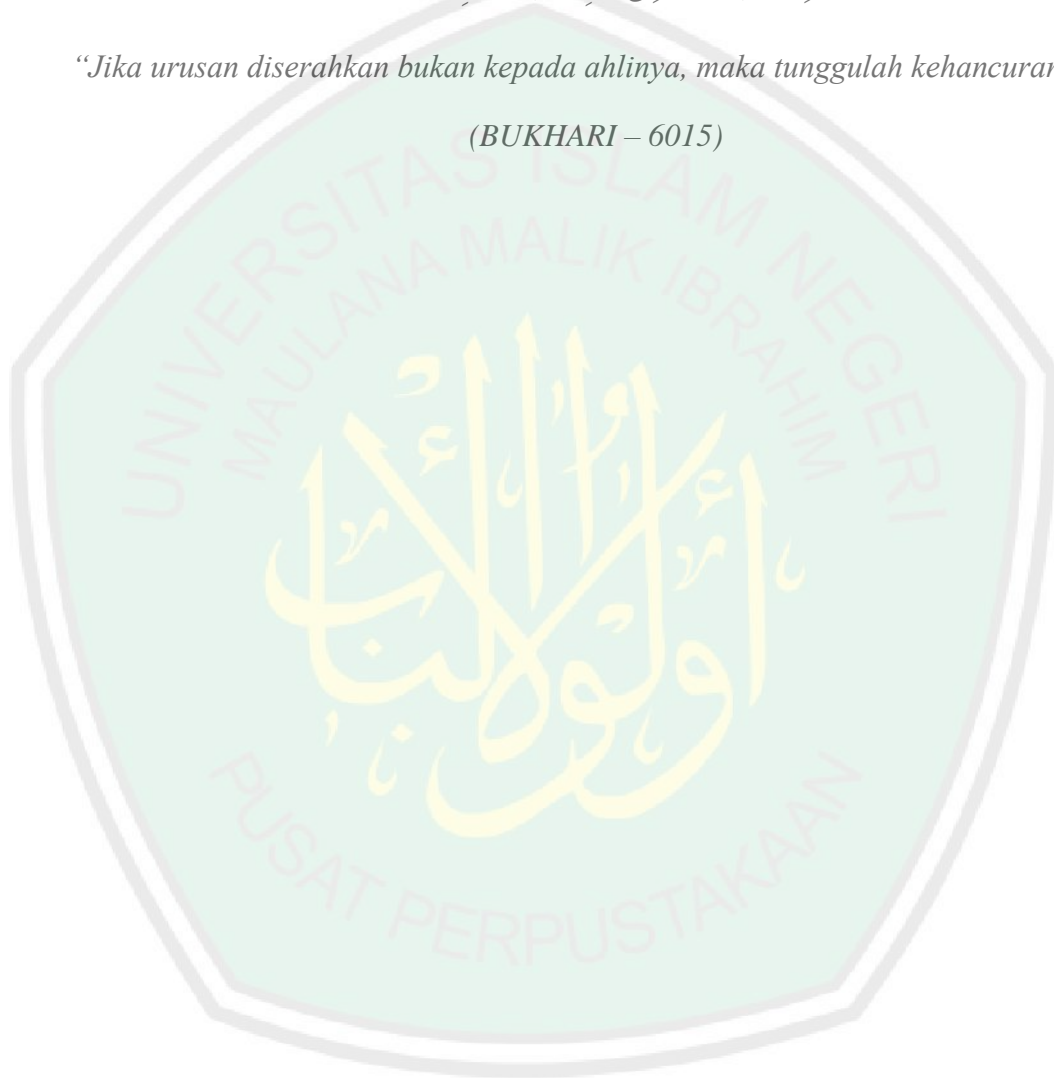 “Jika urusan diserahkan bukan kepada ahlinya, maka tunggulah kehancuran
(BUKHARI – 6015)
UNIVERSITAS ISLAM NEGERI
MAULANA MALIK IBRAHIM
أولوا الألباب
PUSAT PERPUSTAKAAN